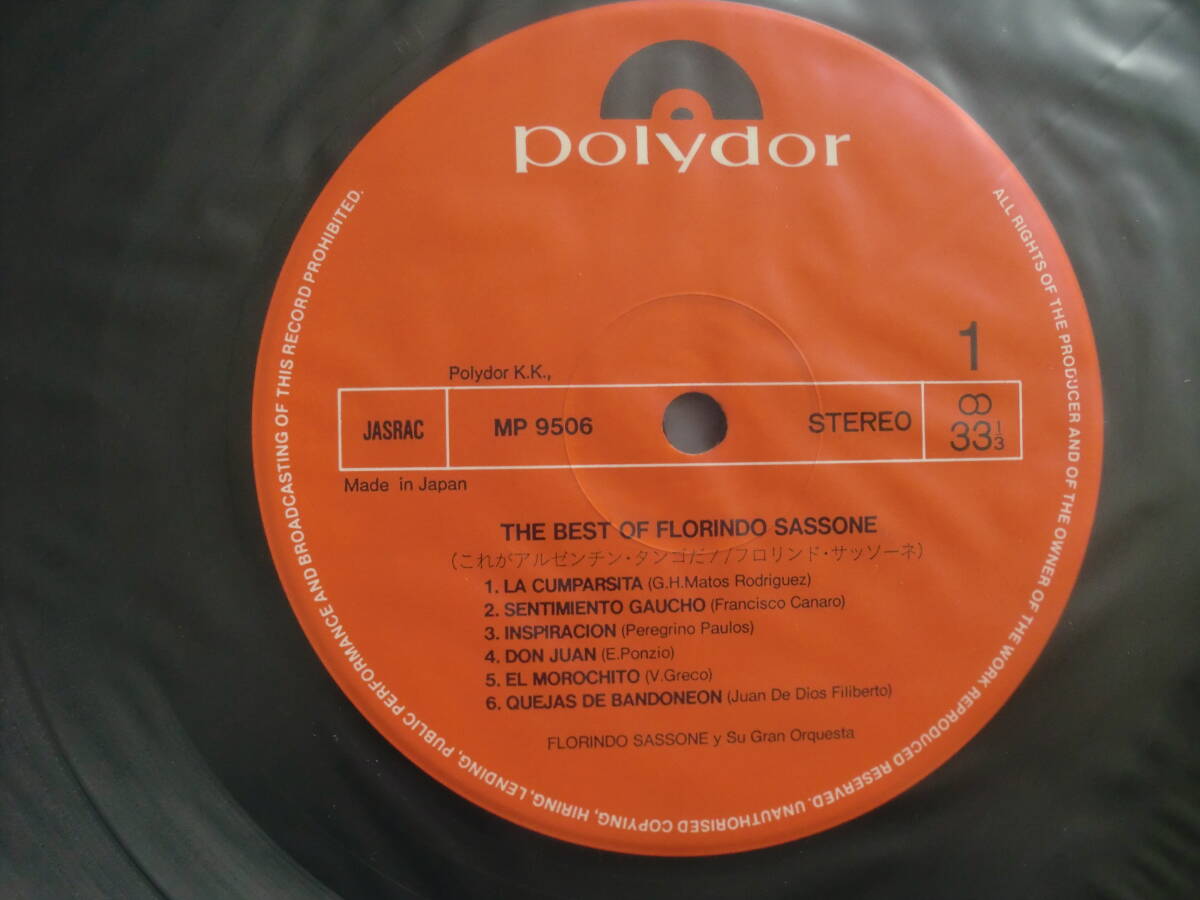 polydor
1
Polydor K.K.,
JASRAC MP 9506 STEREO 33 1/3
Made in Japan
THE BEST OF FLORINDO SASSONE
(これがアルゼンチン・タンゴだ!/フロリンド・サッソーネ)
1. LA CUMPARSITA (G.H.Matos Rodriguez)
2. SENTIMIENTO GAUCHO (Francisco Canaro)
3. INSPIRACION (Peregrino Paulos)
4. DON JUAN (E.Ponzio)
5. EL MOROCHITO (V.Greco)
6. QUEJAS DE BANDONEON (Juan De Dios Filiberto)
FLORINDO SASSONE y Su Gran Orquesta
ALL RIGHTS OF THE PRODUCER AND OF THE OWNER OF THE WORK REPRODUCED RESERVED. UNAUTHORISED COPYING, HIRING, LENDING, PUBLIC PERFORMANCE AND BROADCASTING OF THIS RECORD PROHIBITED.